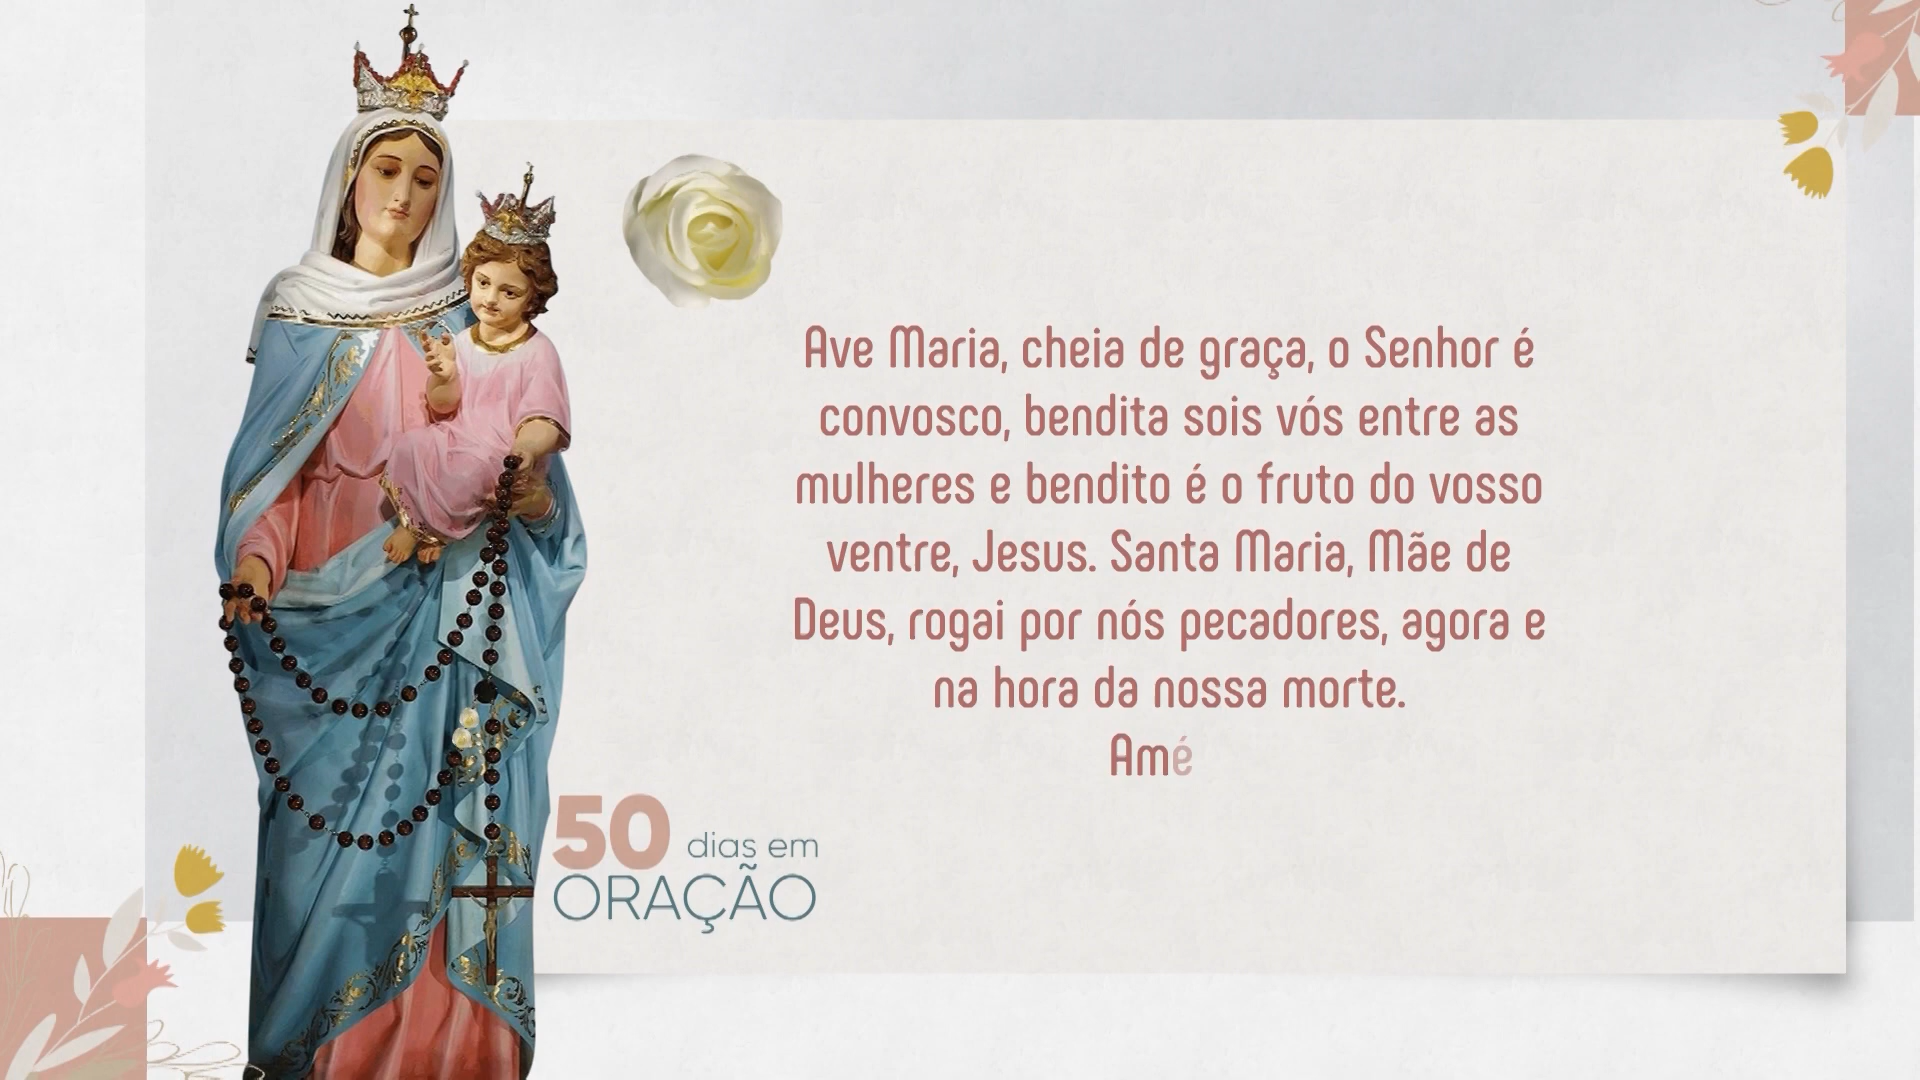 Ave Maria, cheia de graça, o Senhor é
convosco, bendita sois vós entre as
mulheres e bendito é o fruto do vosso
ventre, Jesus. Santa Maria, Mãe de
Deus, rogai por nós pecadores, agora e
na hora da nossa morte.
Amé
50 dias em
ORAÇÃO